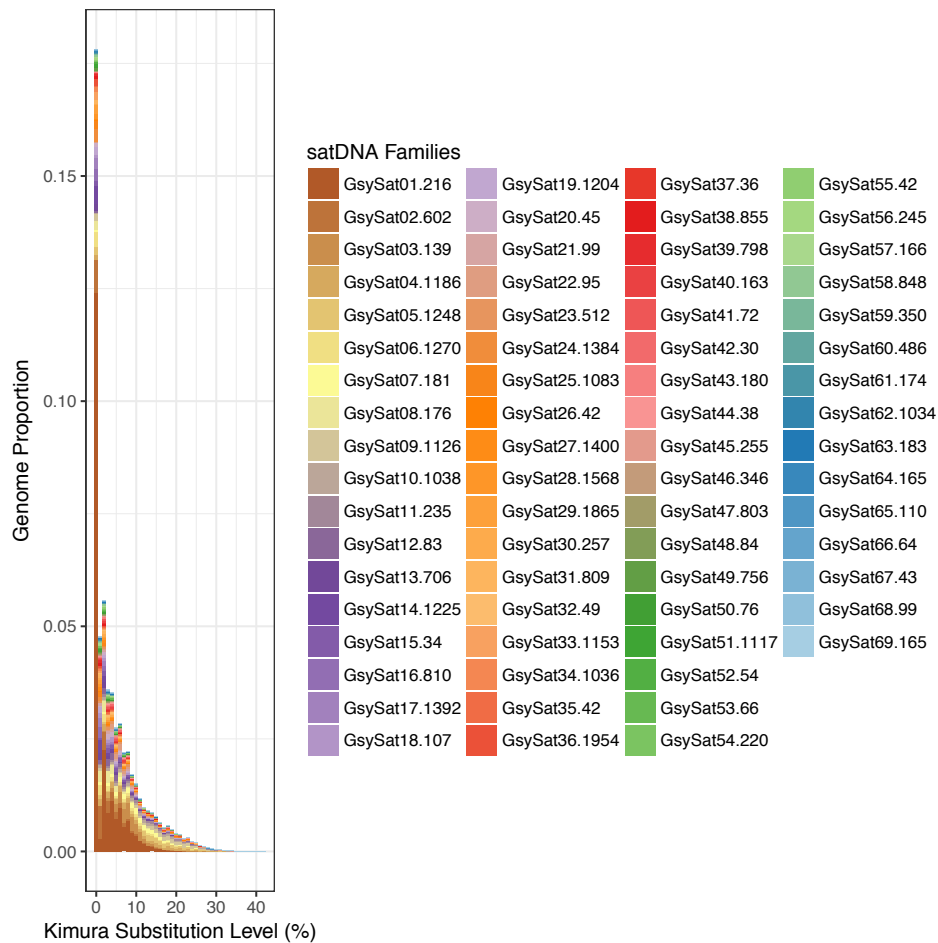 satDNA Families
GsySat01.216
GsySat02.602
GsySat03.139
GsySat04.1186
GsySat05.1248
GsySat06.1270
GsySat07.181
GsySat08.176
GsySat09.1126
GsySat10.1038
GsySat11.235
GsySat12.83
GsySat13.706
GsySat14.1225
GsySat15.34
GsySat16.810
GsySat17.1392
GsySat18.107
GsySat19.1204
GsySat20.45
GsySat21.99
GsySat22.95
GsySat23.512
GsySat24.1384
GsySat25.1083
GsySat26.42
GsySat27.1400
GsySat28.1568
GsySat29.1865
GsySat30.257
GsySat31.809
GsySat32.49
GsySat33.1153
GsySat34.1036
GsySat35.42
GsySat36.1954
GsySat37.36
GsySat38.855
GsySat39.798
GsySat40.163
GsySat41.72
GsySat42.30
GsySat43.180
GsySat44.38
GsySat45.255
GsySat46.346
GsySat47.803
GsySat48.84
GsySat49.756
GsySat50.76
GsySat51.1117
GsySat52.54
GsySat53.66
GsySat54.220
GsySat55.42
GsySat56.245
GsySat57.166
GsySat58.848
GsySat59.350
GsySat60.486
GsySat61.174
GsySat62.1034
GsySat63.183
GsySat64.165
GsySat65.110
GsySat66.64
GsySat67.43
GsySat68.99
GsySat69.165
Genome Proportion
0.15
0.10
0.05
0.00
0 10 20 30 40
Kimura Substitution Level (%)